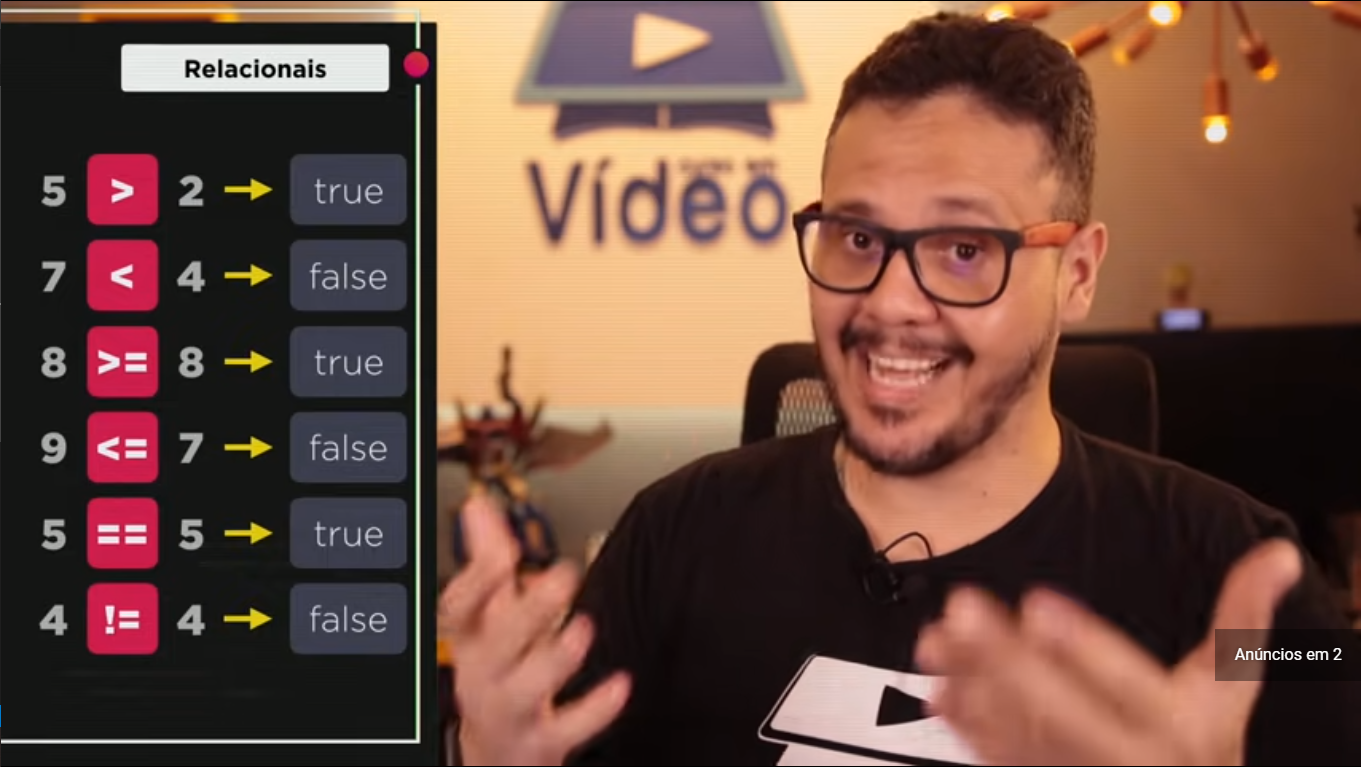 Relacionais
5 > 2 → true
7 < 4 → false
8 >= 8 → true
9 <= 7 → false
5 == 5 → true
4 != 4 → false
Vídeo
Anúncios em 2